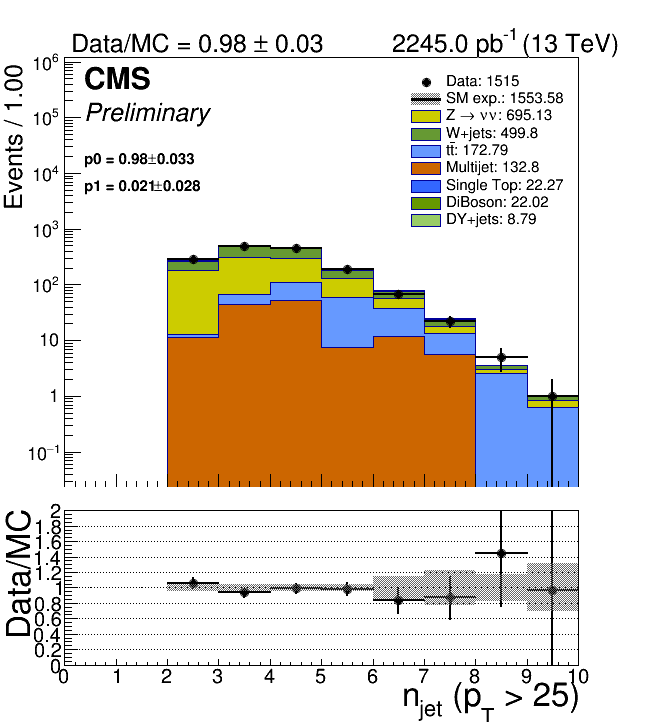 Data/MC = 0.98 ± 0.03
2245.0 pb⁻¹ (13 TeV)
Events / 1.00
10⁶
10⁵
10⁴
10³
10²
10
1
10⁻¹
CMS
Preliminary
p0 = 0.98±0.033
p1 = 0.021±0.028
Data: 1515
SM exp.: 1553.58
Z → νν: 695.13
W+jets: 499.8
tt̄: 172.79
Multijet: 132.8
Single Top: 22.27
DiBoson: 22.02
DY+jets: 8.79
Data/MC
2
1.8
1.6
1.4
1.2
1
0.8
0.6
0.4
0.2
0
0 1 2 3 4 5 6 7 8 9 10
n_jet (p_T > 25)